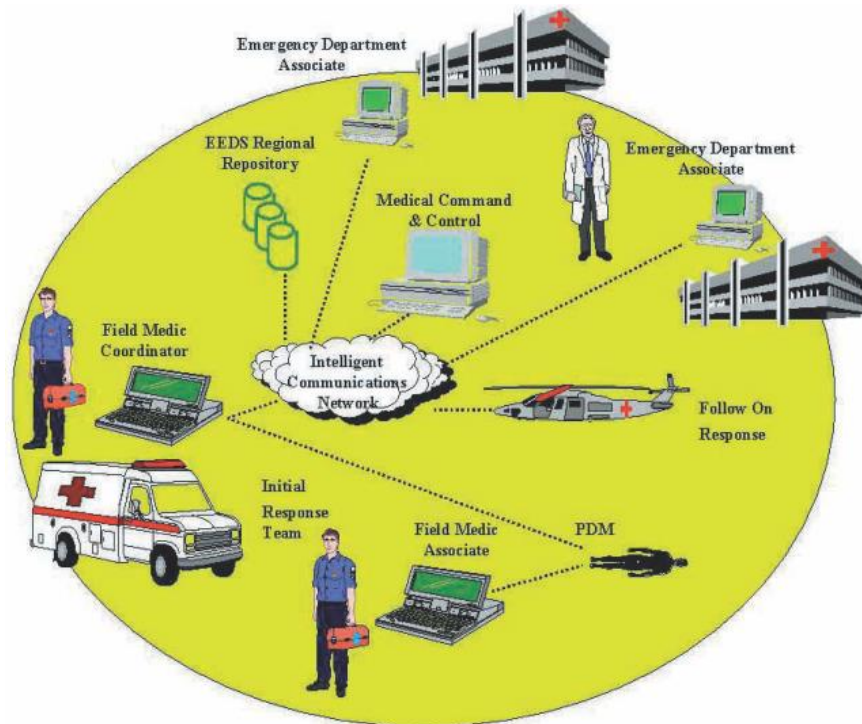 Emergency Department
Associate
EEDS Regional
Repository
Emergency Department
Associate
Medical Command
& Control
Field Medic
Coordinator
Intelligent
Communications
Network
Follow On
Response
Initial
Response
Team
Field Medic
Associate
PDM